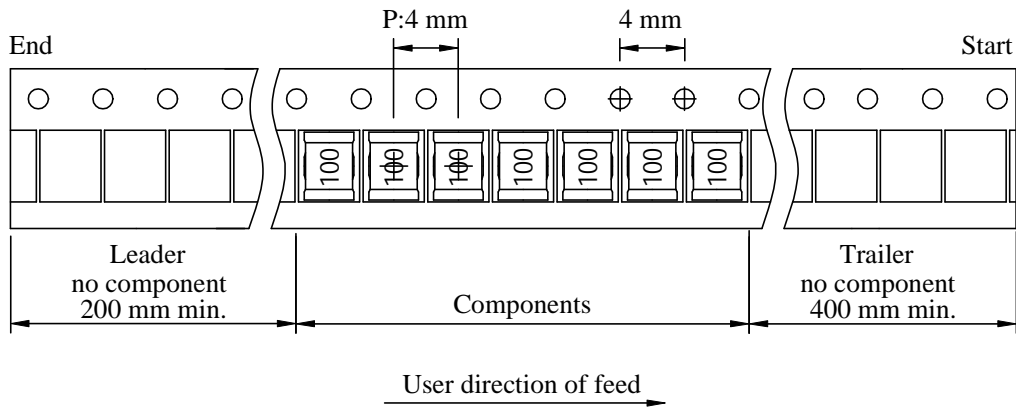 P:4 mm
4 mm
End
Start
100
100
100
100
100
100
100
Leader
no component
200 mm min.
Components
Trailer
no component
400 mm min.
User direction of feed